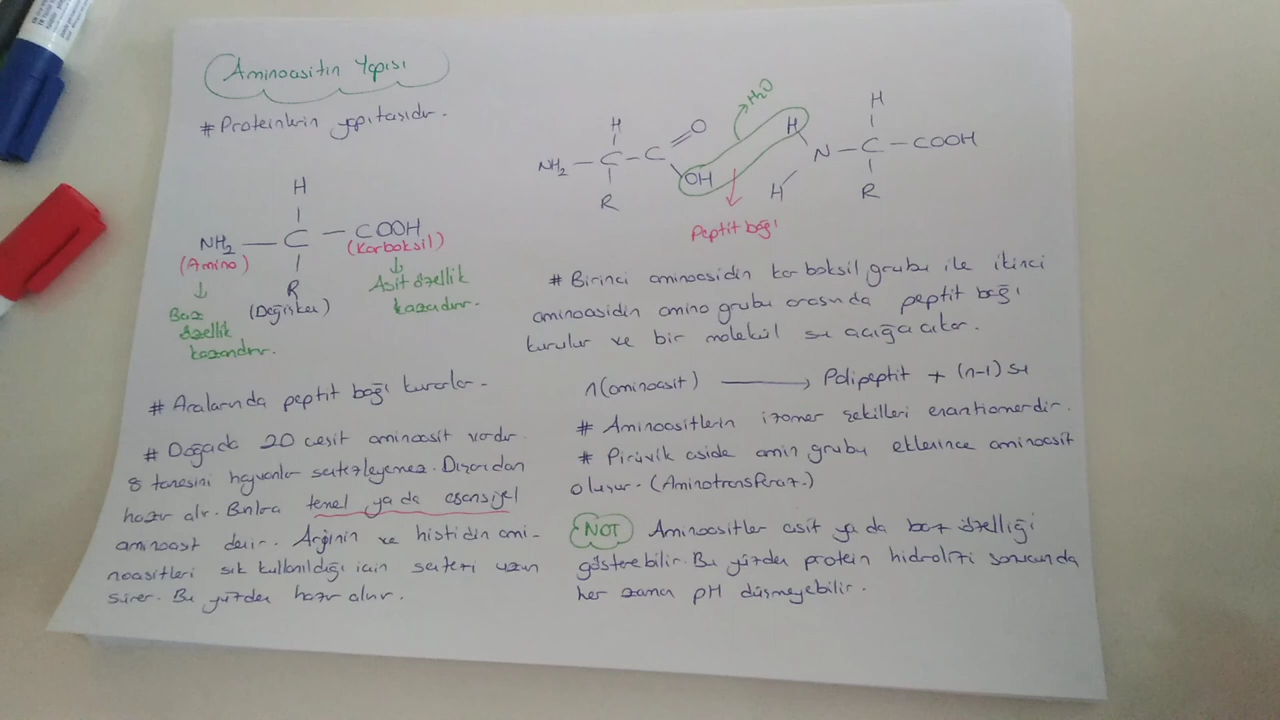 Aminoasitin Yapısı
# Proteinlerin yapıtaşıdır.
H
NH2 — C — COOH
(Amino) (Karboksil)
R
(Değişken)
Baz özellik kazandırır.
Asit özellik kazandırır.
# Aralarında peptit bağı kurarlar.
# Doğada 20 çeşit aminoasit vardır.
8 tanesini hayvanlar sentezleyemez. Dışarıdan
hazır alır. Bunlara temel ya da esansiyel
aminoasit denir. Arginin ve histidin ami-
noasitleri sık kullanıldığı için sentezi uzun
sürer. Bu yüzden hazır alınır.
H2O
H O H H
NH2 — C — C OH N — C — COOH
R H R
Peptit bağı
# Birinci aminoasidin karboksil grubu ile ikinci
aminoasidin amino grubu arasında peptit bağı
kurulur ve bir molekül su açığa çıkar.
n(aminoasit) → Polipeptit + (n-1) su
# Aminoasitlerin izomer şekilleri enantiomerdir.
# Pirüvik aside amin grubu eklenince aminoasit
oluşur. (Aminotransferaz.)
NOT Aminoasitler asit ya da baz özelliği
gösterebilir. Bu yüzden protein hidrolizi sonucunda
her zaman pH düşmeyebilir.